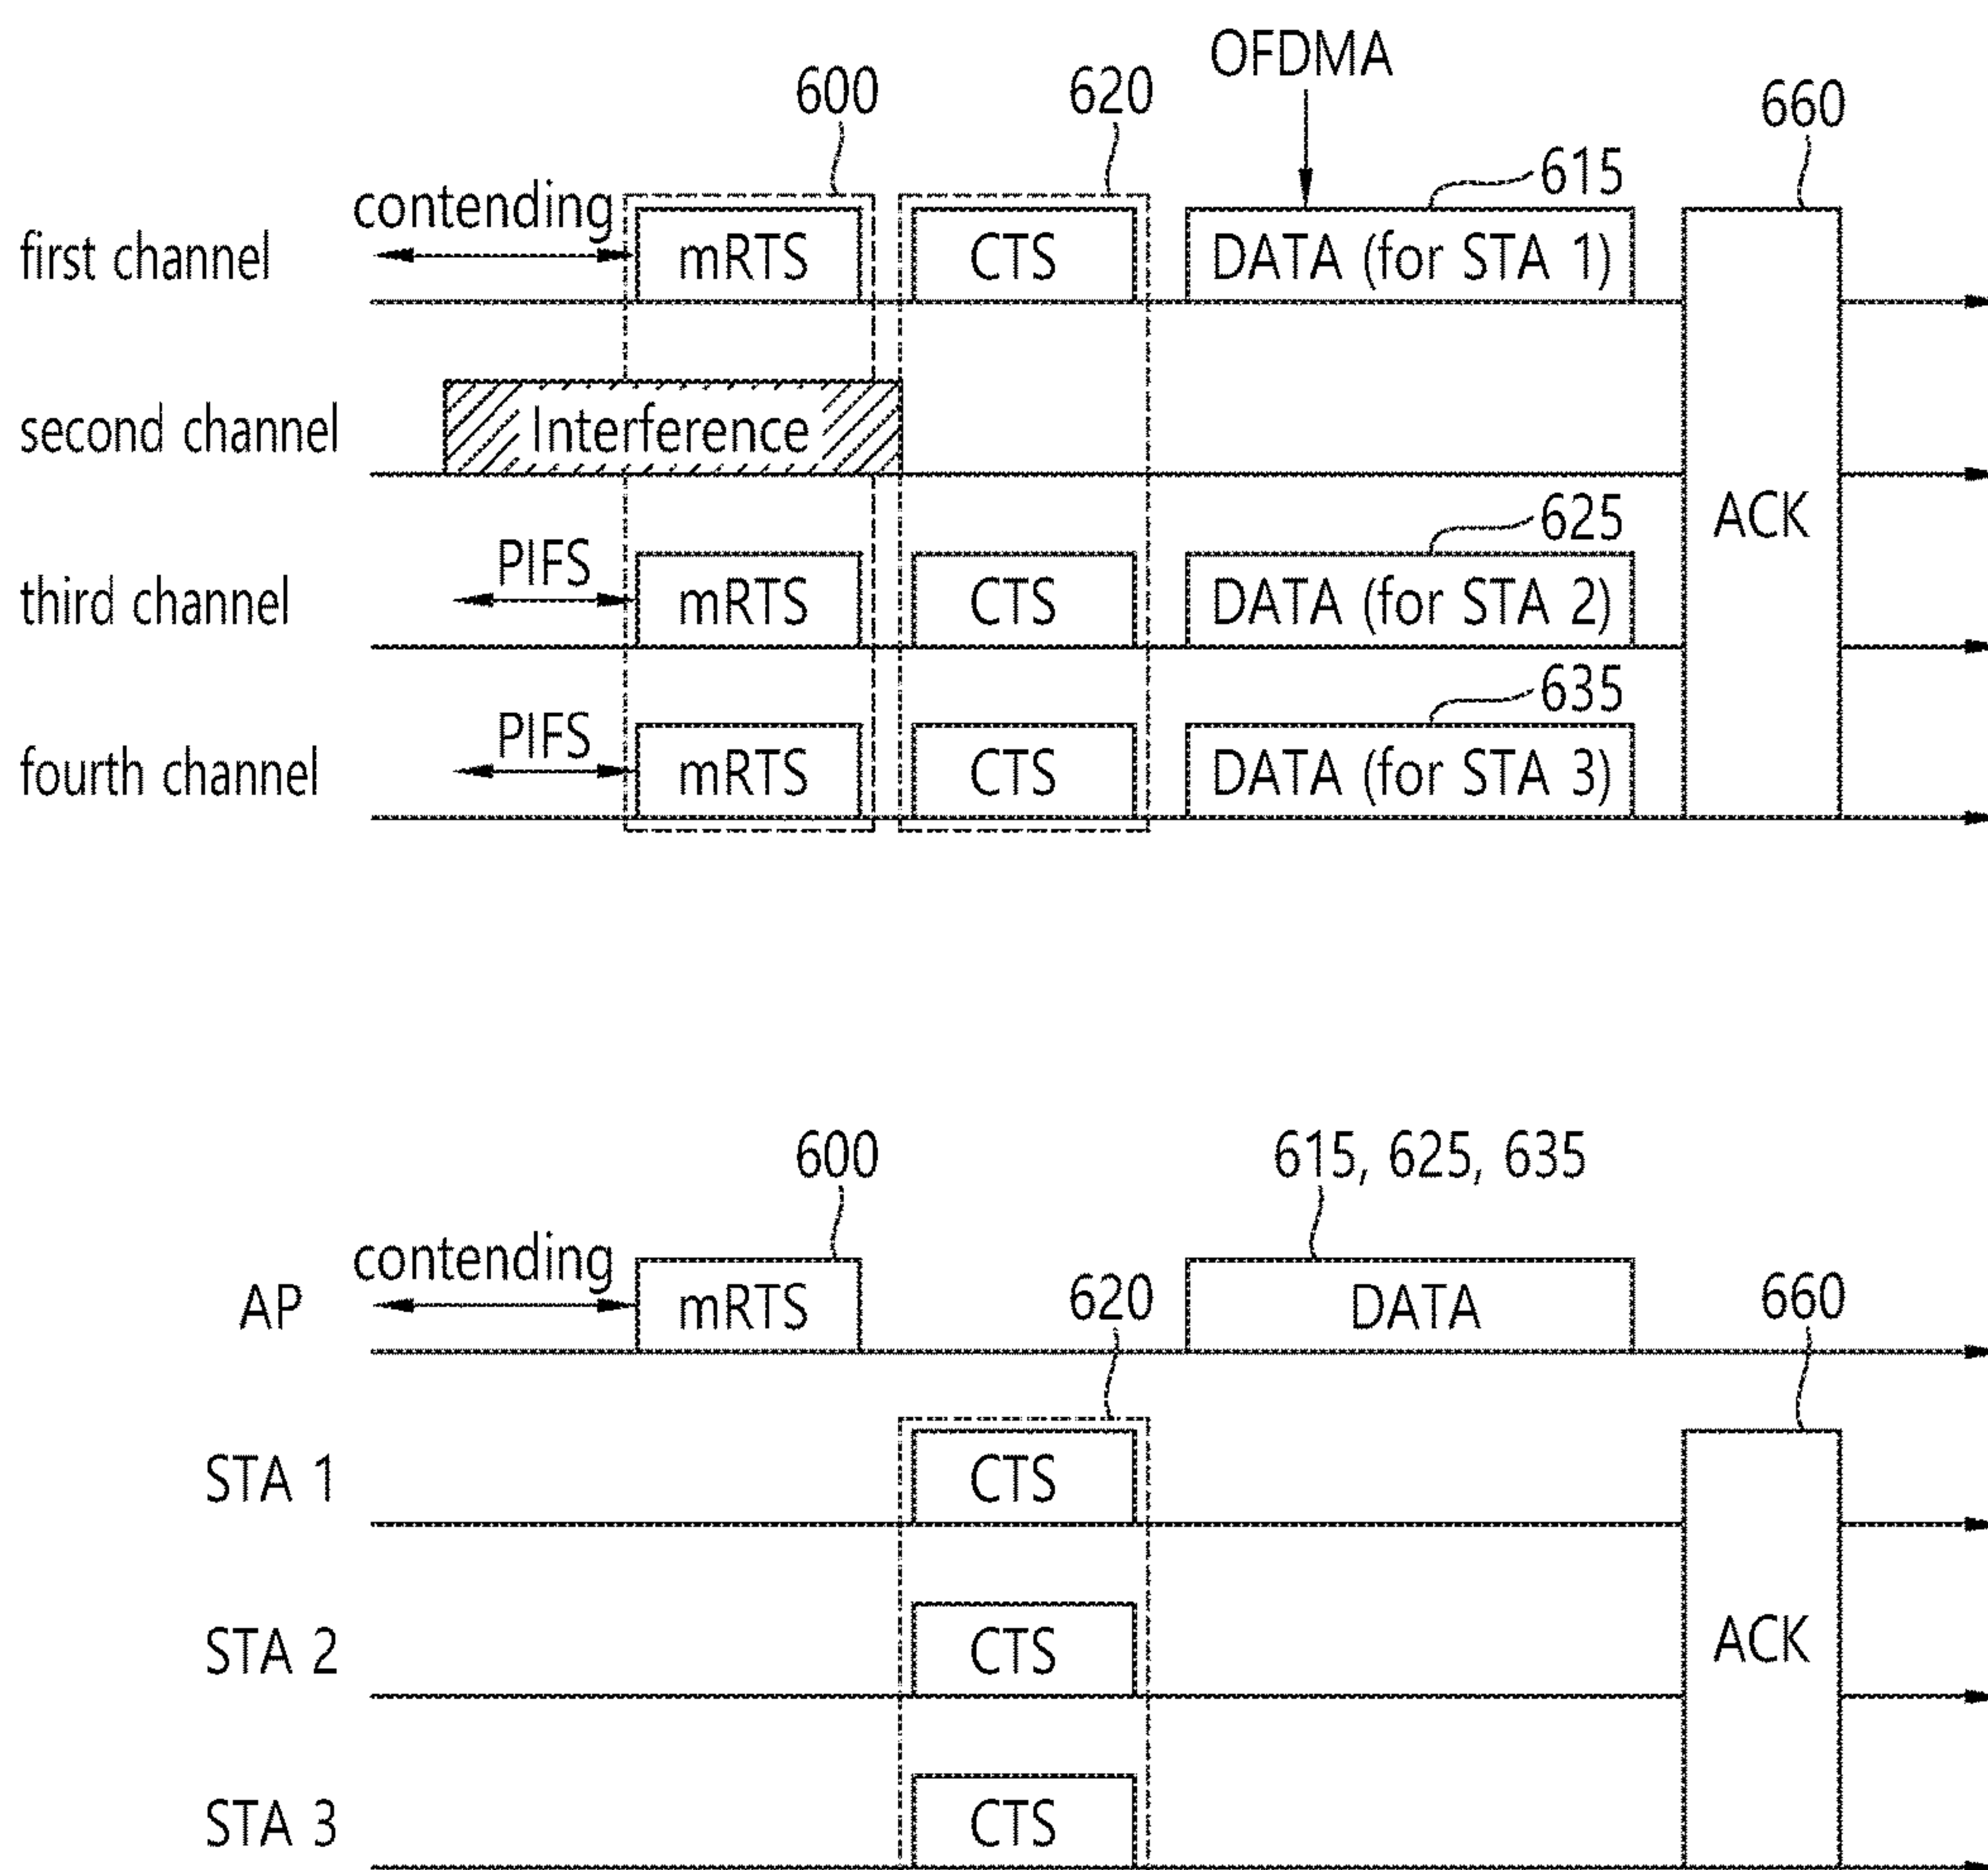 OFDMA
600
620
660
615
contending
first channel
mRTS
CTS
DATA (for STA 1)
second channel
Interference
625
ACK
PIFS
third channel
mRTS
CTS
DATA (for STA 2)
635
PIFS
fourth channel
mRTS
CTS
DATA (for STA 3)
600
615, 625, 635
contending
620
660
AP
mRTS
DATA
STA 1
CTS
STA 2
CTS
ACK
STA 3
CTS